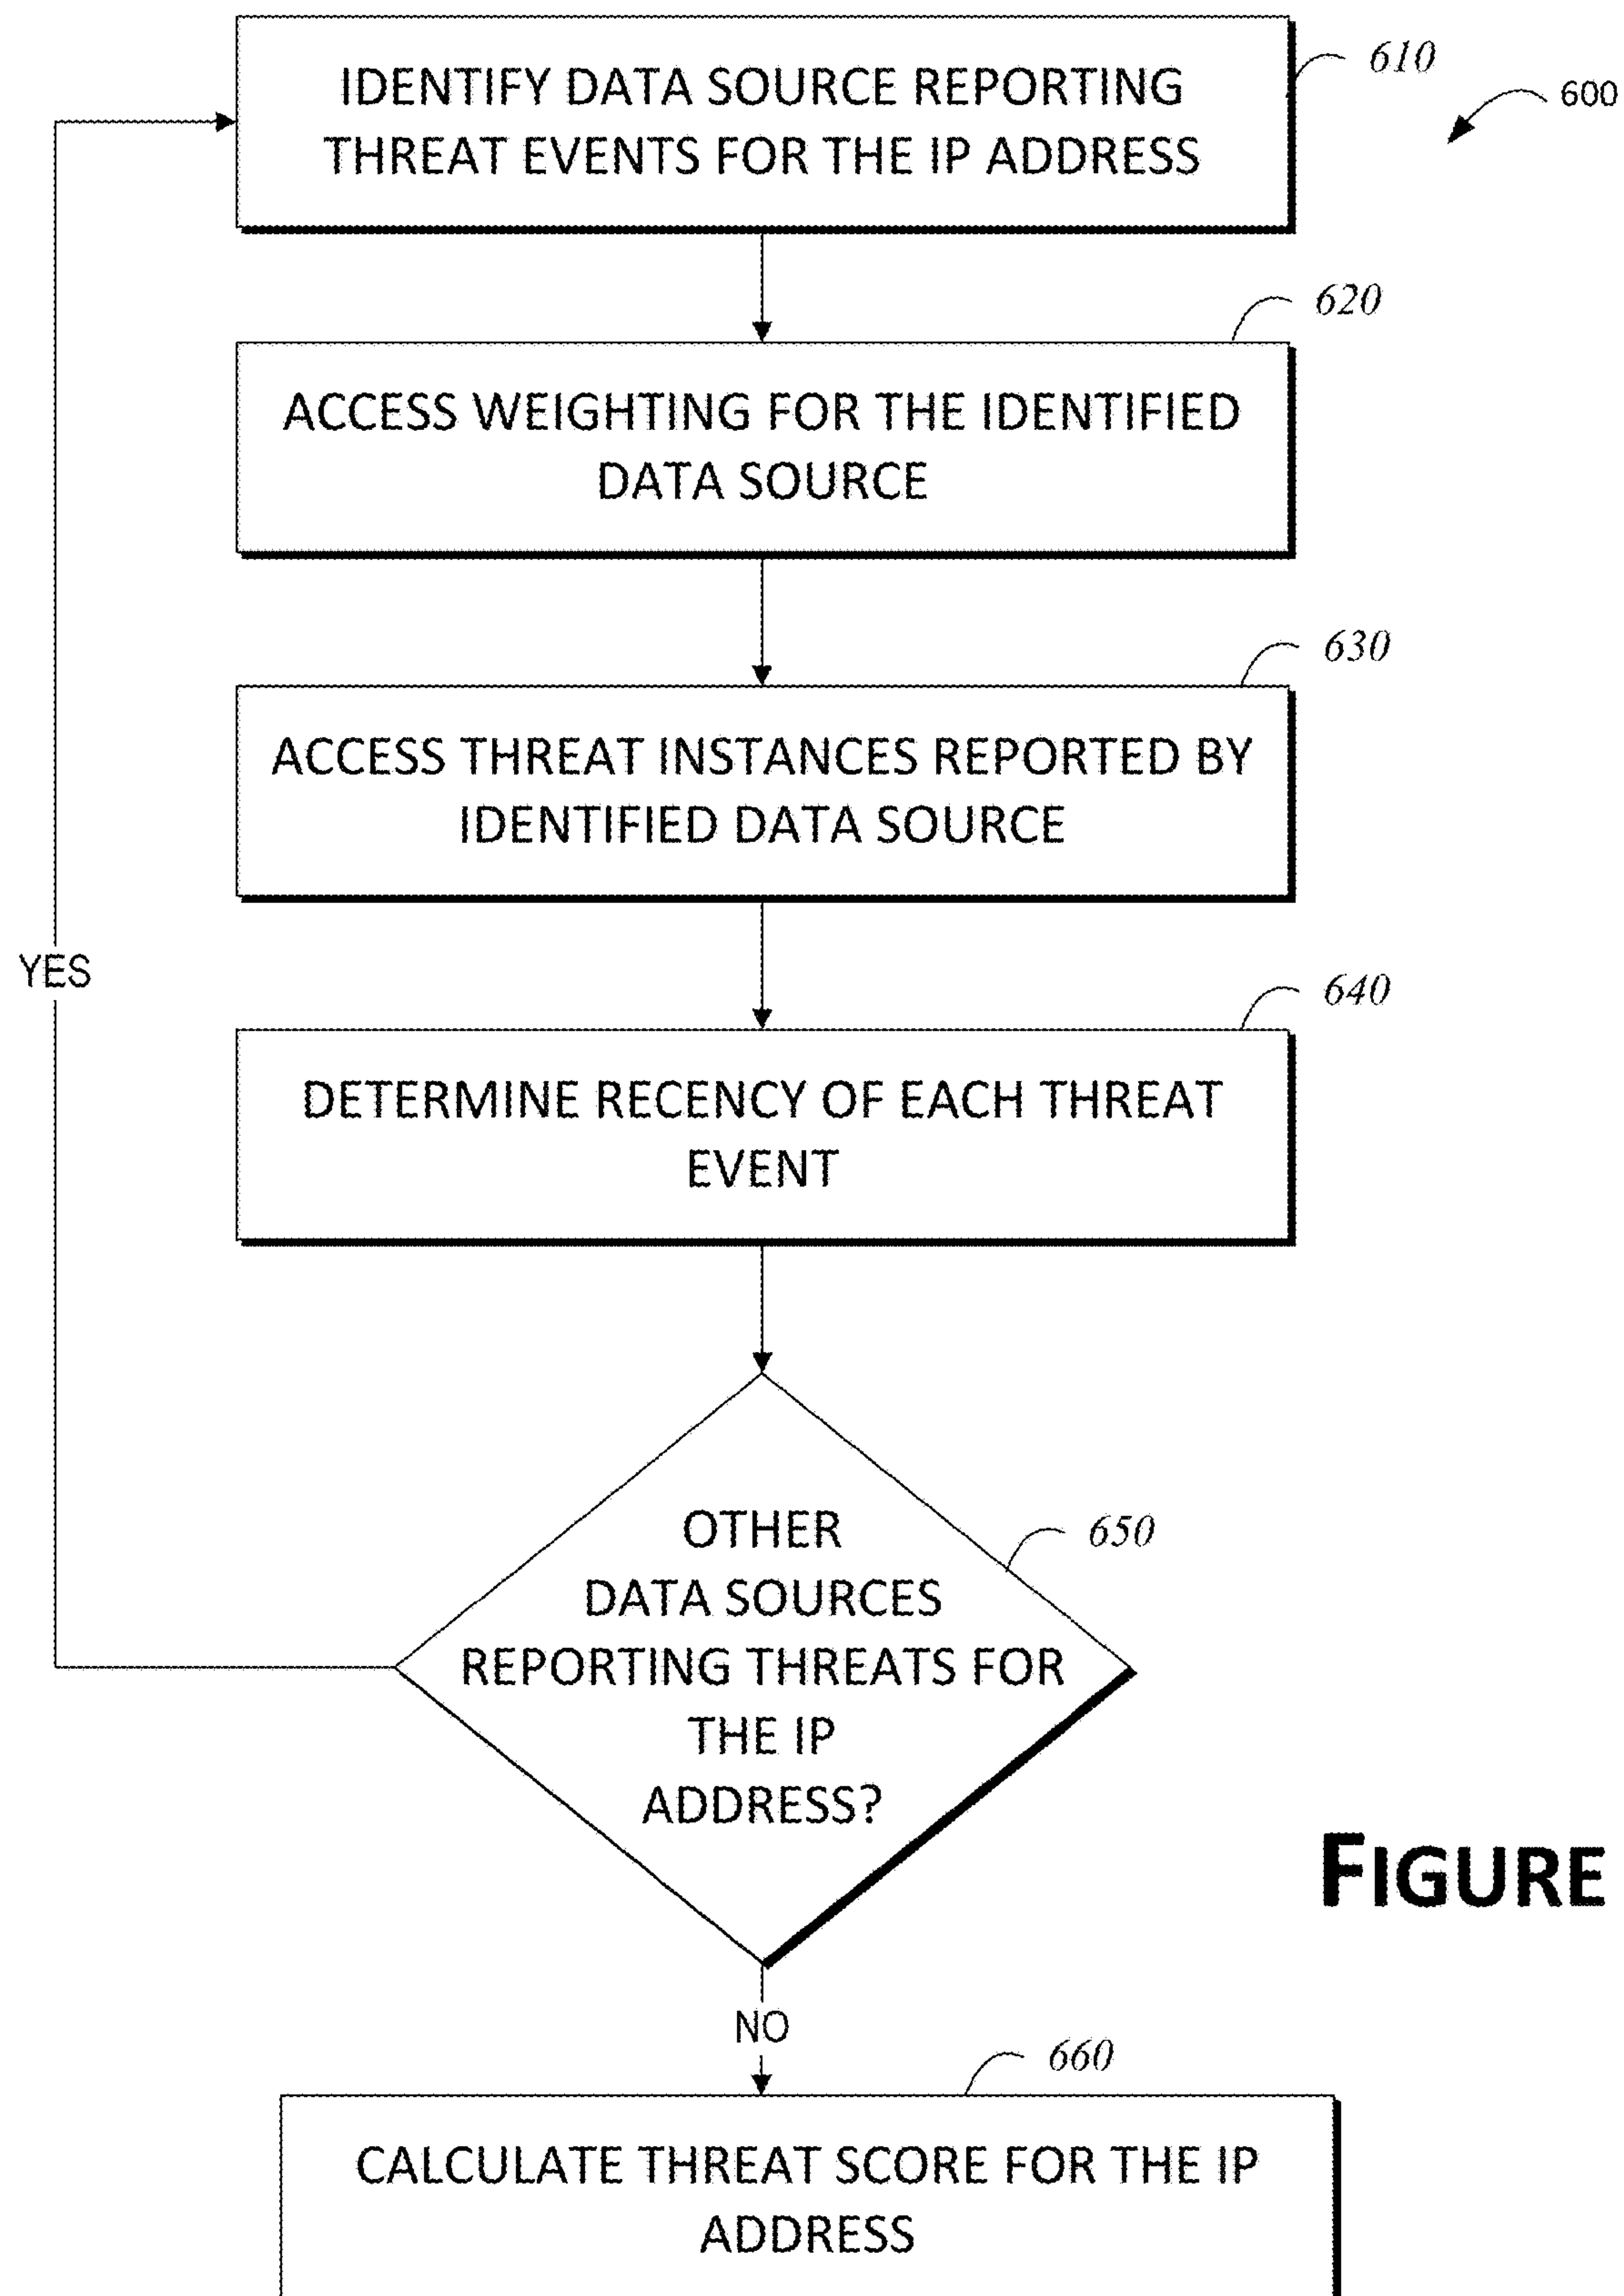 IDENTIFY DATA SOURCE REPORTING
THREAT EVENTS FOR THE IP ADDRESS
610
600
620
ACCESS WEIGHTING FOR THE IDENTIFIED
DATA SOURCE
630
ACCESS THREAT INSTANCES REPORTED BY
IDENTIFIED DATA SOURCE
YES
640
DETERMINE RECENCY OF EACH THREAT
EVENT
OTHER
650
DATA SOURCES
REPORTING THREATS FOR
THE IP
ADDRESS?
FIGURE
NO
660
CALCULATE THREAT SCORE FOR THE IP
ADDRESS